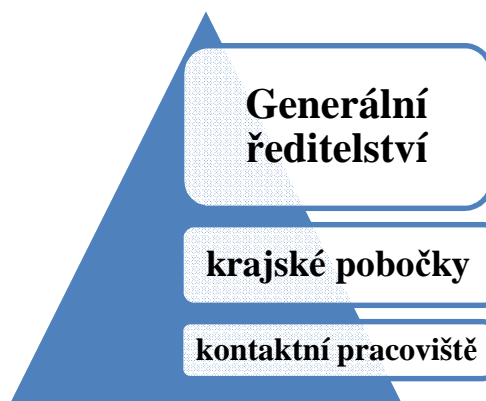 Generální
ředitelství
krajské pobočky
kontaktní pracoviště